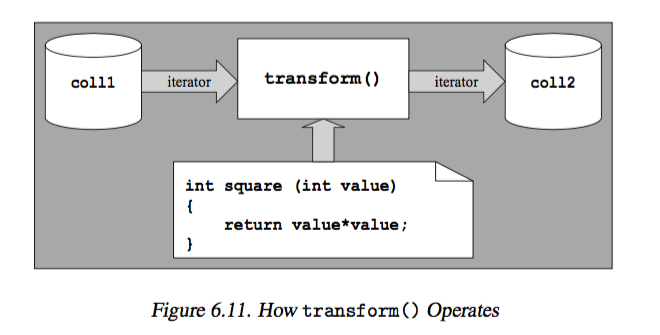 coll1
iterator
transform()
iterator
coll2
int square (int value)
{
return value*value;
}
Figure 6.11. How transform() Operates